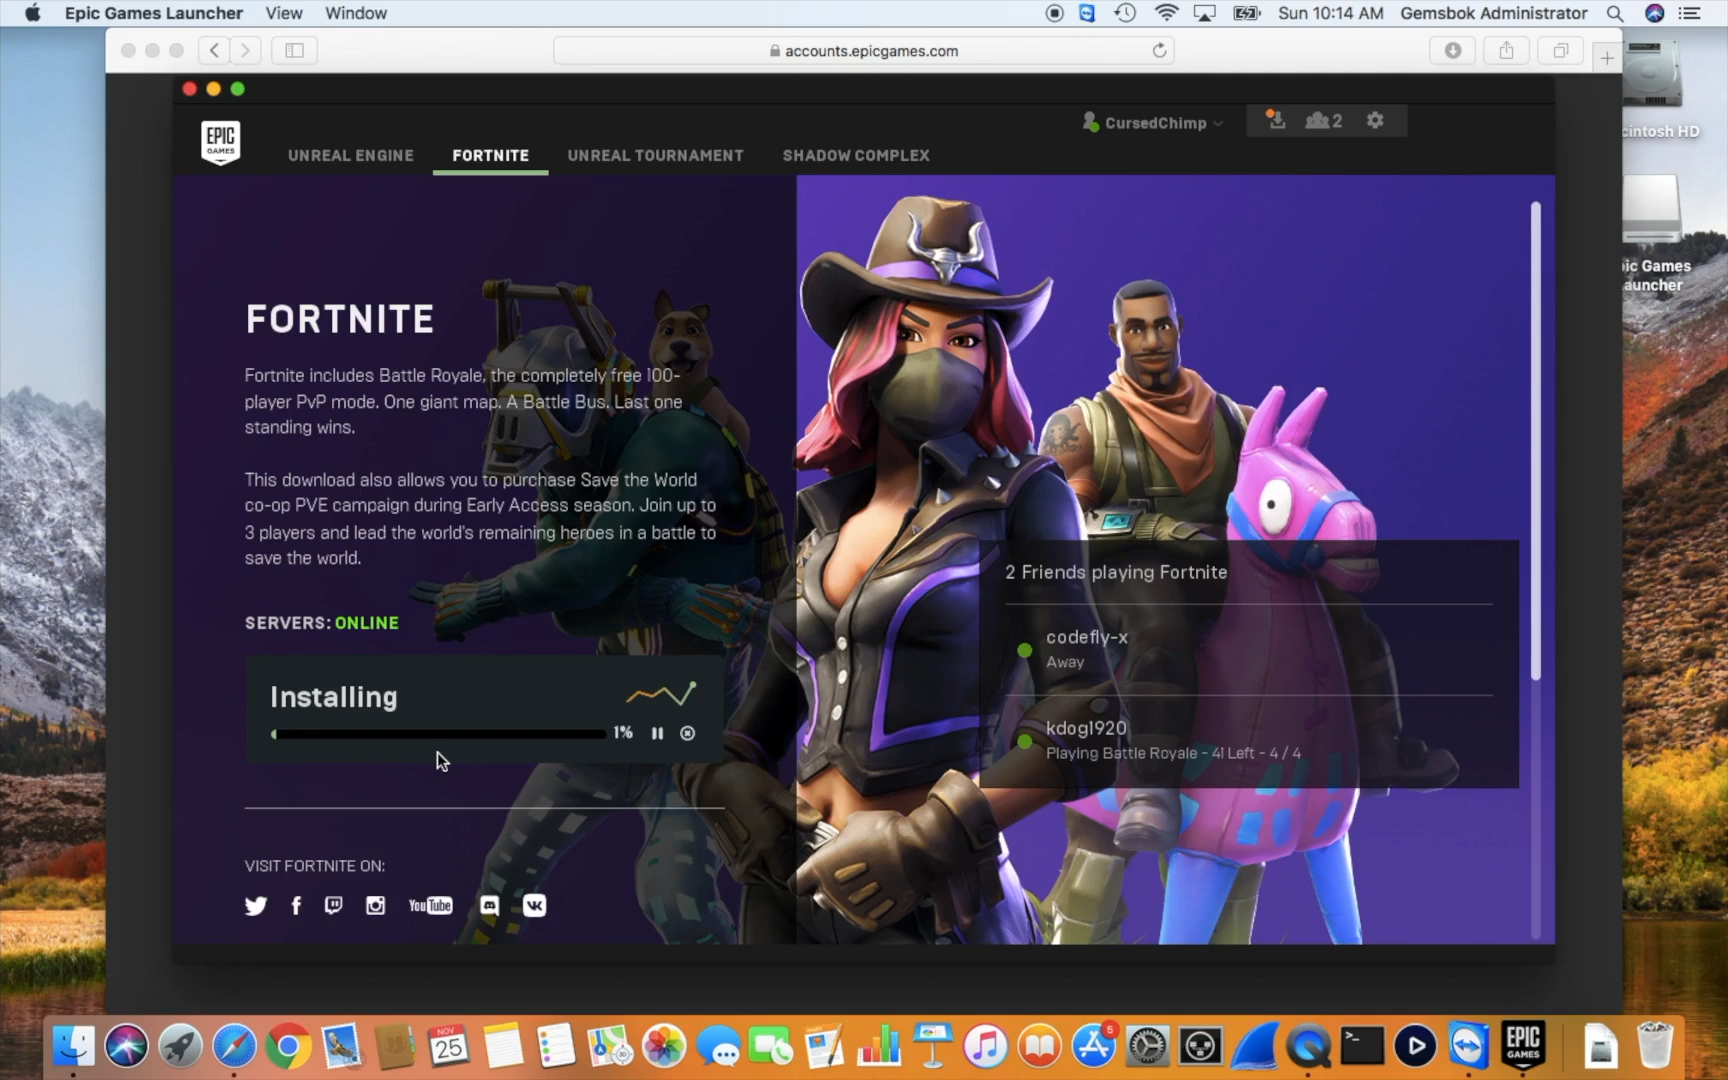 Epic Games Launcher View Window
Sun 10:14 AM Gemsbok Administrator
accounts.epicgames.com
EPIC
GAMES
UNREAL ENGINE FORTNITE UNREAL TOURNAMENT SHADOW COMPLEX
CursedChimp
2
cintosh HD
ic Games
auncher
FORTNITE
Fortnite includes Battle Royale, the completely free 100-
player PvP mode. One giant map. A Battle Bus. Last one
standing wins.
This download also allows you to purchase Save the World
co-op PVE campaign during Early Access season. Join up to
3 players and lead the world's remaining heroes in a battle to
save the world.
SERVERS: ONLINE
Installing
1%
2 Friends playing Fortnite
codefly-x
Away
kdog1920
Playing Battle Royale - 41 Left - 4 / 4
VISIT FORTNITE ON:
YouTube
NOV
25
5
EPIC
GAMES